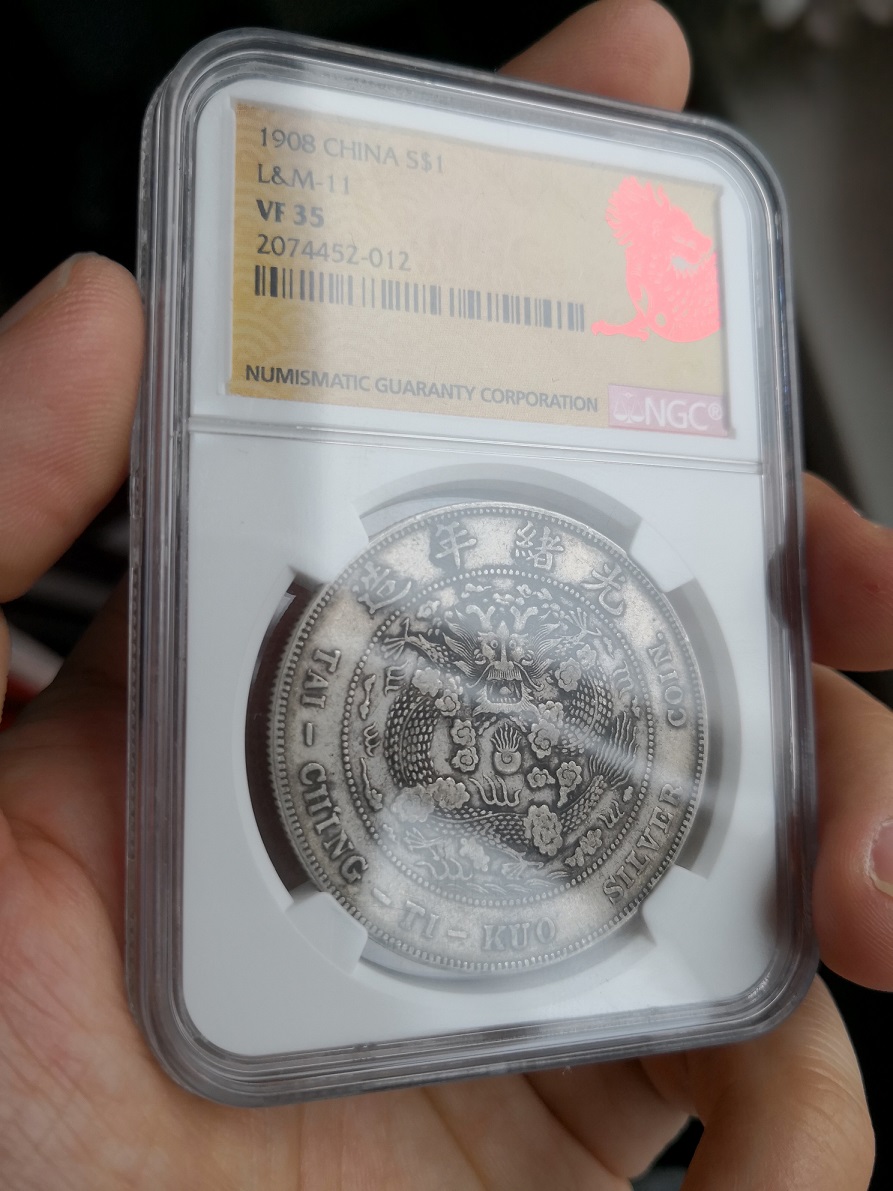 1908 CHINA S$1
L&M-11
VF 35
2074452-012
NUMISMATIC GUARANTY CORPORATION
NGC®
造年緒光
TAI-CHING-TI-KUO SILVER COIN.